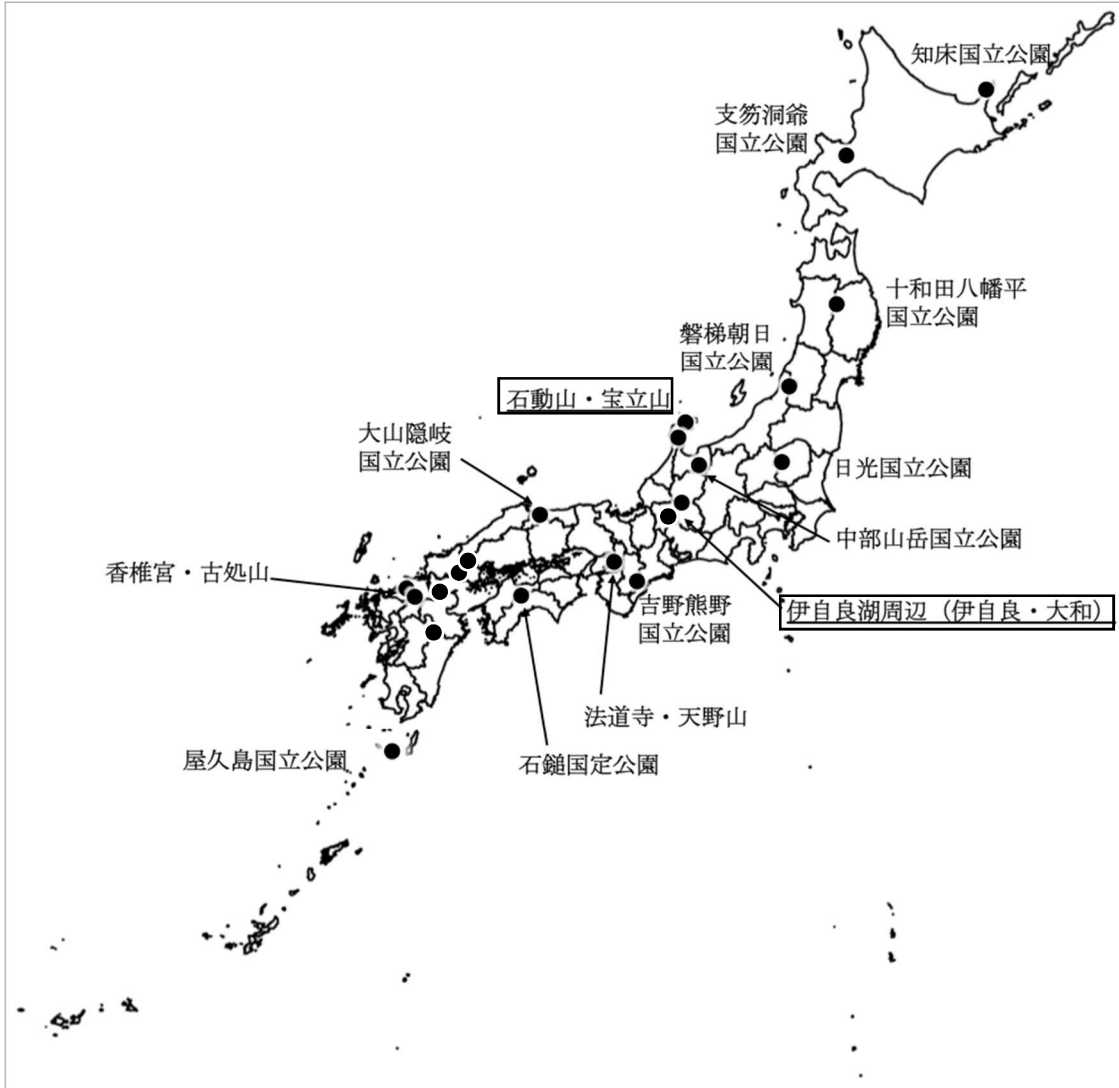 知床国立公園
支笏洞爺
国立公園
十和田八幡平
国立公園
磐梯朝日
国立公園
石動山・宝立山
大山隠岐
国立公園
日光国立公園
中部山岳国立公園
香椎宮・古処山
吉野熊野
国立公園
伊自良湖周辺（伊自良・大和）
法道寺・天野山
屋久島国立公園
石鎚国定公園